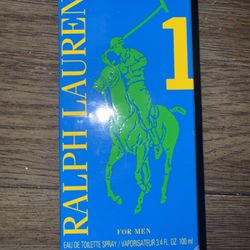 RALPH LAUREN
1
FOR MEN
EAU DE TOILETTE SPRAY / VAPORISATEUR 3.4 FL. OZ. 100 ml